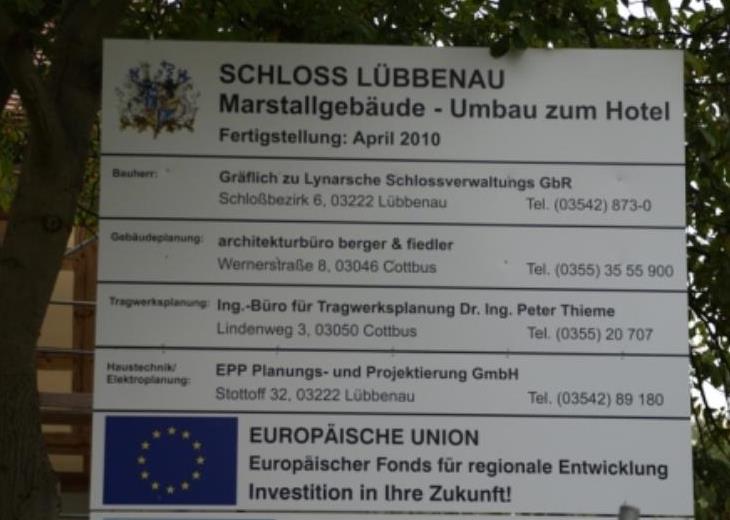 SCHLOSS LÜBBENAU
Marstallgebäude - Umbau zum Hotel
Fertigstellung: April 2010
Bauherr: Gräflich zu Lynarsche Schlossverwaltungs GbR
Schloßbezirk 6, 03222 Lübbenau Tel. (03542) 873-0
Gebäudeplanung: architekturbüro berger & fiedler
Wernerstraße 8, 03046 Cottbus Tel. (0355) 35 55 900
Tragwerksplanung: Ing.-Büro für Tragwerksplanung Dr. Ing. Peter Thieme
Lindenweg 3, 03050 Cottbus Tel. (0355) 20 707
Haustechnik/ EPP Planungs- und Projektierung GmbH
Elektroplanung:
Stottoff 32, 03222 Lübbenau Tel. (03542) 89 180
EUROPÄISCHE UNION
Europäischer Fonds für regionale Entwicklung
Investition in Ihre Zukunft!